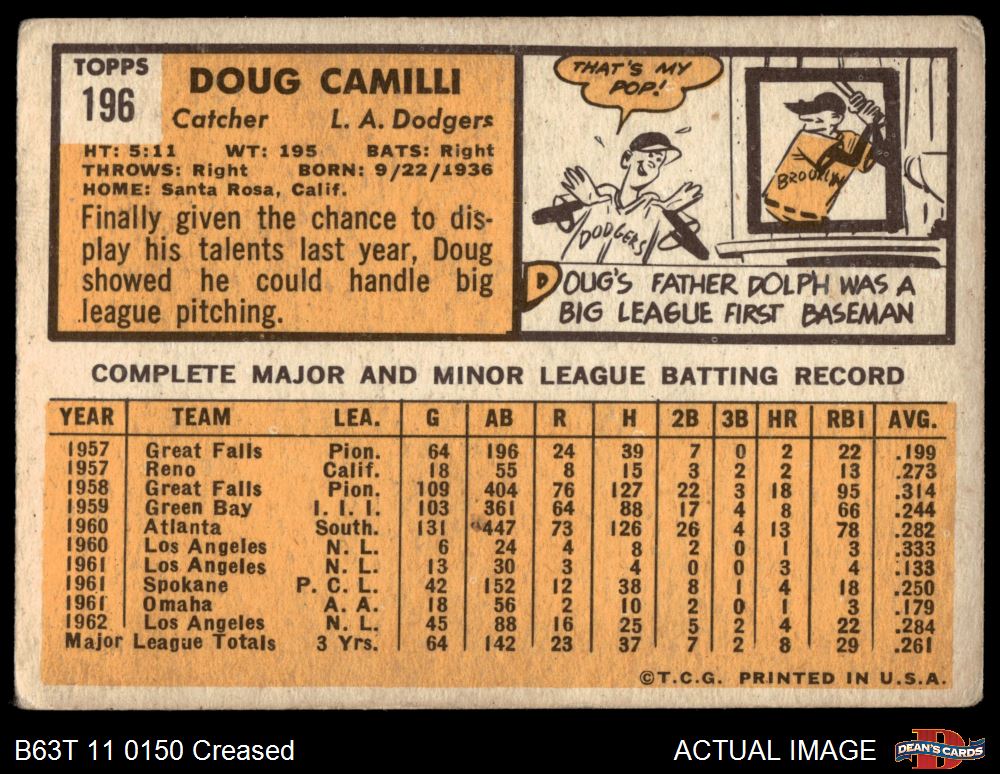 TOPPS
196
DOUG CAMILLI
Catcher L. A. Dodgers
HT: 5:11 WT: 195 BATS: Right
THROWS: Right BORN: 9/22/1936
HOME: Santa Rosa, Calif.
Finally given the chance to dis-
play his talents last year, Doug
showed he could handle big
league pitching.
THAT'S MY
POP!
DODGERS
BROOKLYN
DOUG'S FATHER DOLPH WAS A
BIG LEAGUE FIRST BASEMAN
COMPLETE MAJOR AND MINOR LEAGUE BATTING RECORD
YEAR TEAM LEA. G AB R H 2B 3B HR RBI AVG.
1957 Great Falls Pion. 64 196 24 39 7 0 2 22 .199
1957 Reno Calif. 18 55 8 15 3 2 2 13 .273
1958 Great Falls Pion. 109 404 76 127 22 3 18 95 .314
1959 Green Bay I. I. I. 103 361 64 88 17 4 8 66 .244
1960 Atlanta South. 131 447 73 126 26 4 13 78 .282
1960 Los Angeles N. L. 6 24 4 8 2 0 1 3 .333
1961 Los Angeles N. L. 13 30 3 4 0 0 3 4 .133
1961 Spokane P. C. L. 42 152 12 38 8 1 4 18 .250
1961 Omaha A. A. 18 56 2 10 2 0 1 3 .179
1962 Los Angeles N. L. 45 88 16 25 5 2 4 22 .284
Major League Totals 3 Yrs. 64 142 23 37 7 2 8 29 .261
©T.C.G. PRINTED IN U.S.A.
B63T 11 0150 Creased
ACTUAL IMAGE
D
DEAN'S CARDS